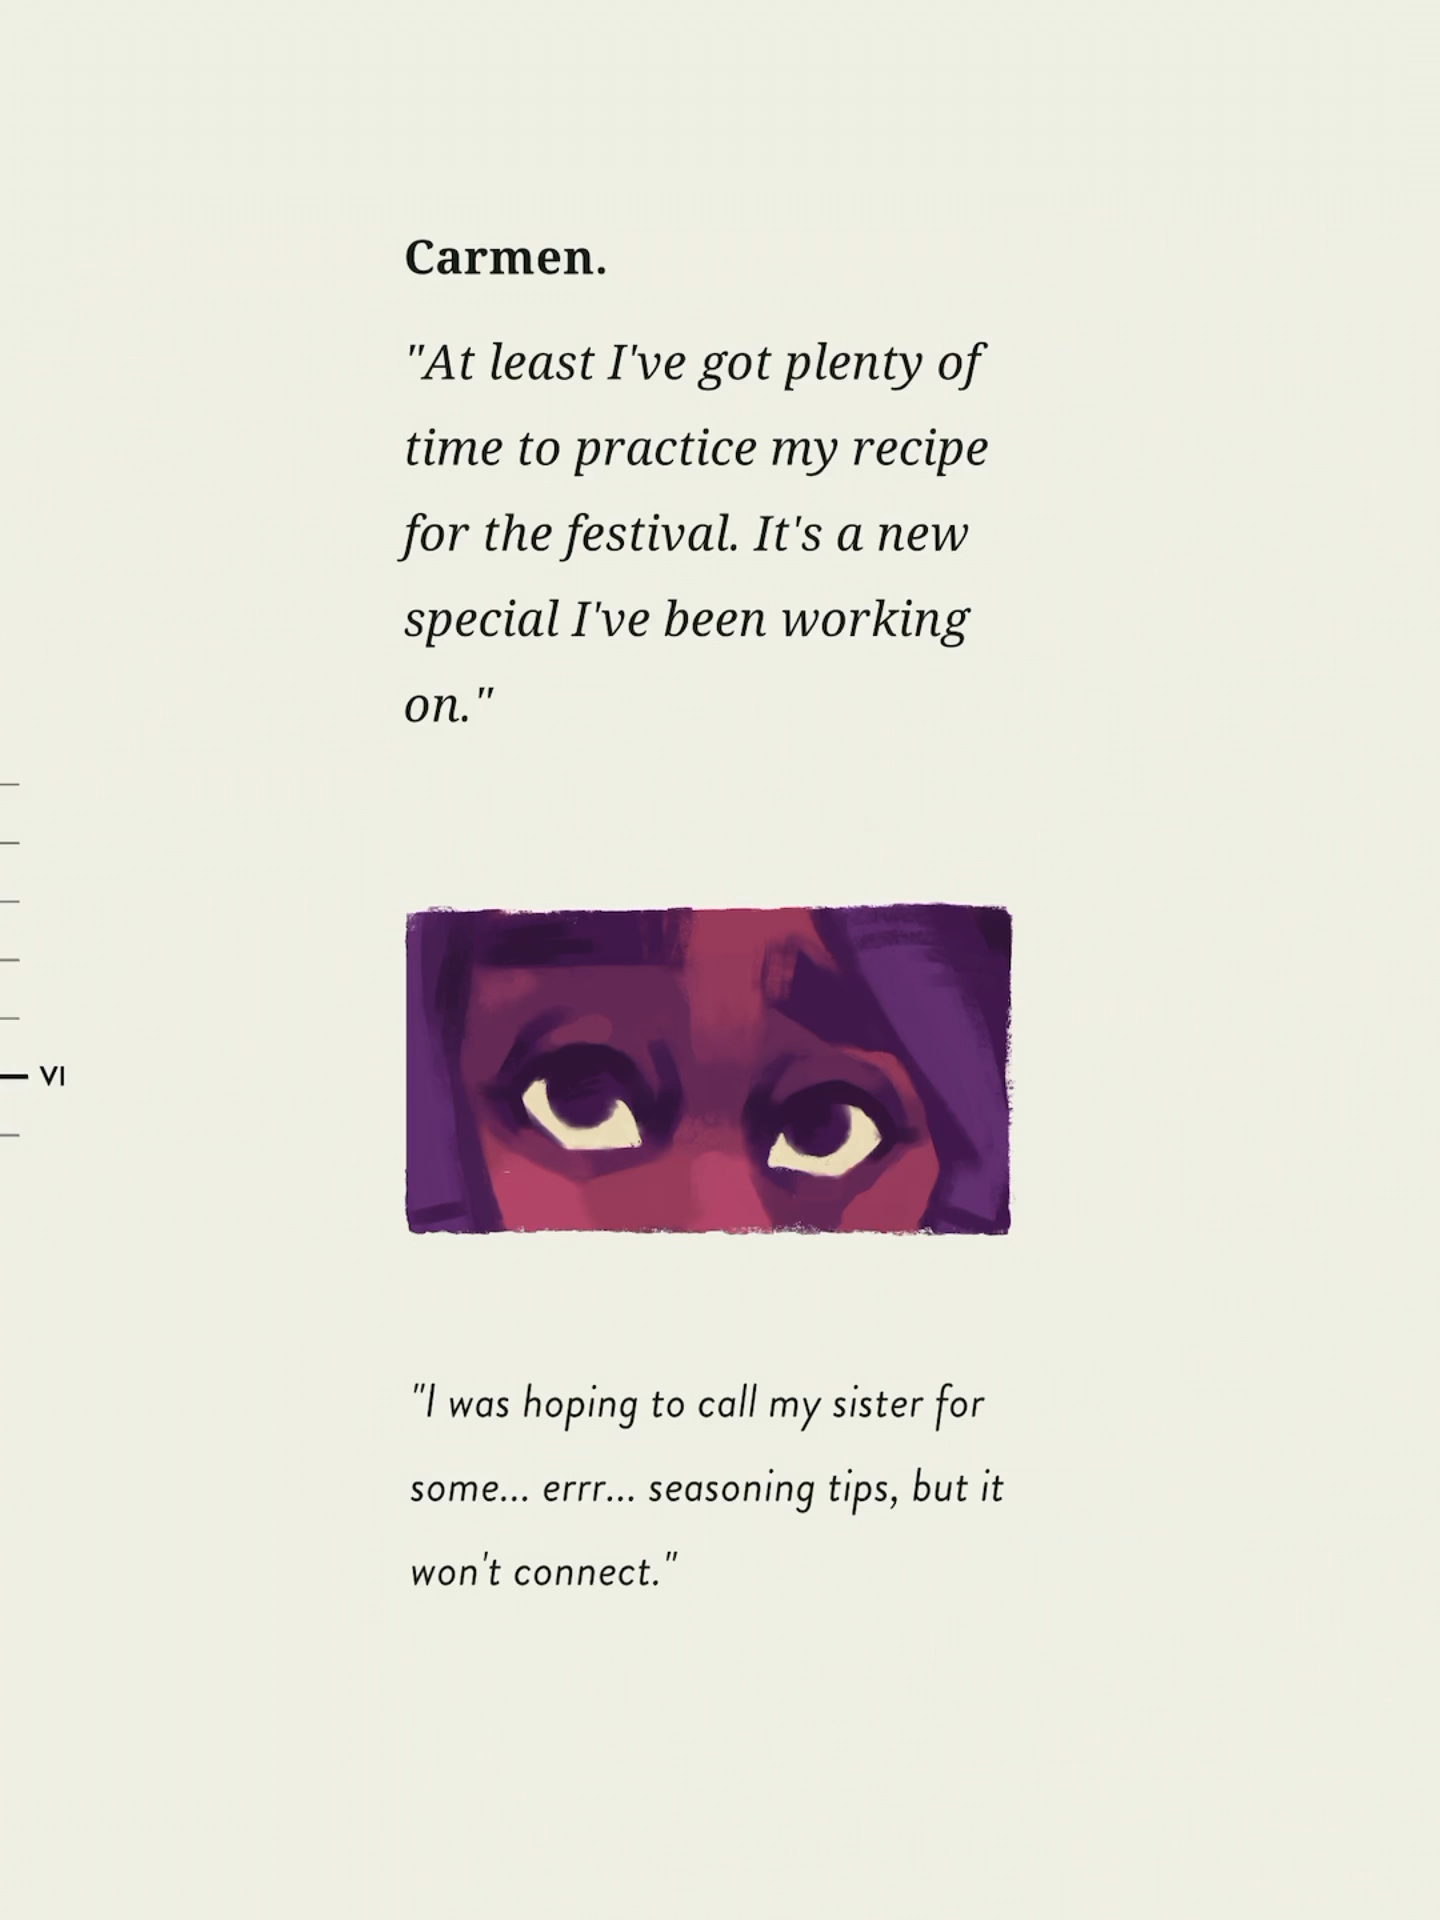 Carmen.
"At least I've got plenty of
time to practice my recipe
for the festival. It's a new
special I've been working
on."
VI
"I was hoping to call my sister for
some... errr... seasoning tips, but it
won't connect."